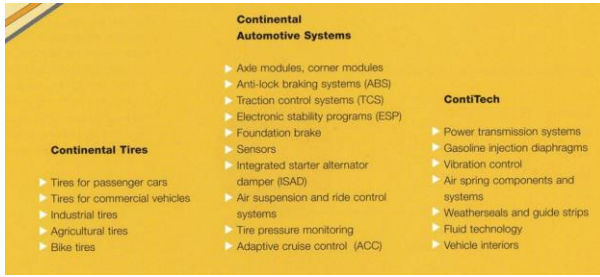 Continental Tires
Tires for passenger cars
Tires for commercial vehicles
Industrial tires
Agricultural tires
Bike tires
Continental
Automotive Systems
Axle modules, corner modules
Anti-lock braking systems (ABS)
Traction control systems (TCS)
Electronic stability programs (ESP)
Foundation brake
Sensors
Integrated starter alternator
damper (ISAD)
Air suspension and ride control
systems
Tire pressure monitoring
Adaptive cruise control (ACC)
ContiTech
Power transmission systems
Gasoline injection diaphragms
Vibration control
Air spring components and
systems
Weatherseals and guide strips
Fluid technology
Vehicle interiors